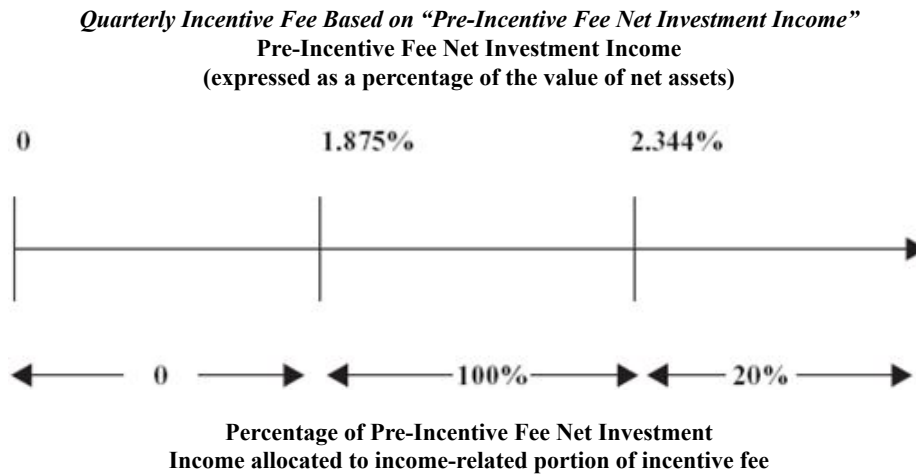 Quarterly Incentive Fee Based on “Pre-Incentive Fee Net Investment Income”
Pre-Incentive Fee Net Investment Income
(expressed as a percentage of the value of net assets)
0 1.875% 2.344%
0 100% 20%
Percentage of Pre-Incentive Fee Net Investment
Income allocated to income-related portion of incentive fee